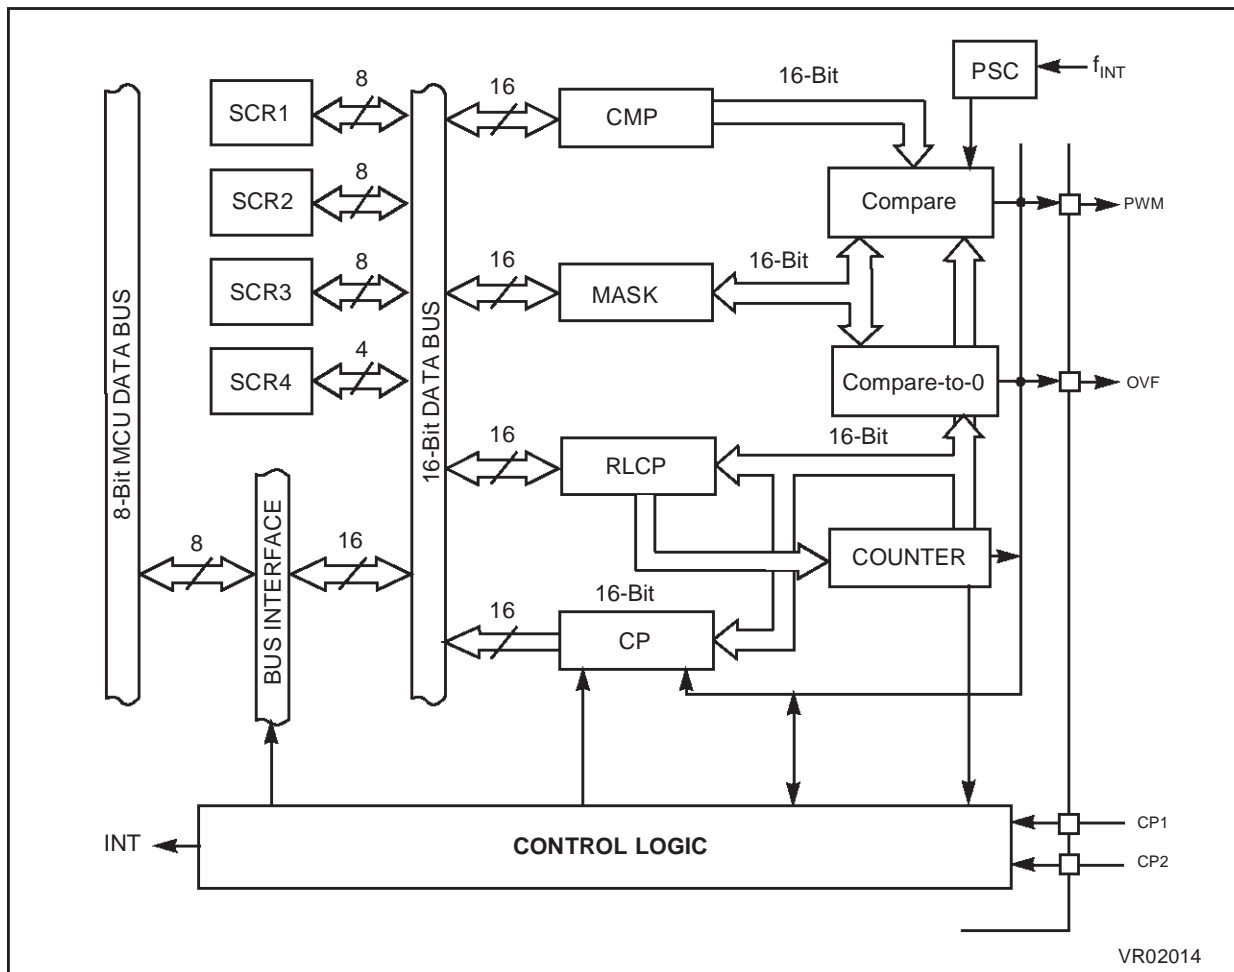 PSC
fINT
8
16
16-Bit
SCR1
CMP
8
SCR2
Compare
PWM
8
16
16-Bit
SCR3
MASK
4
SCR4
Compare-to-0
OVF
8-Bit MCU DATA BUS
16-Bit DATA BUS
16
16-Bit
RLCP
BUS INTERFACE
8
16
COUNTER
16-Bit
16
CP
INT
CONTROL LOGIC
CP1
CP2
VR02014